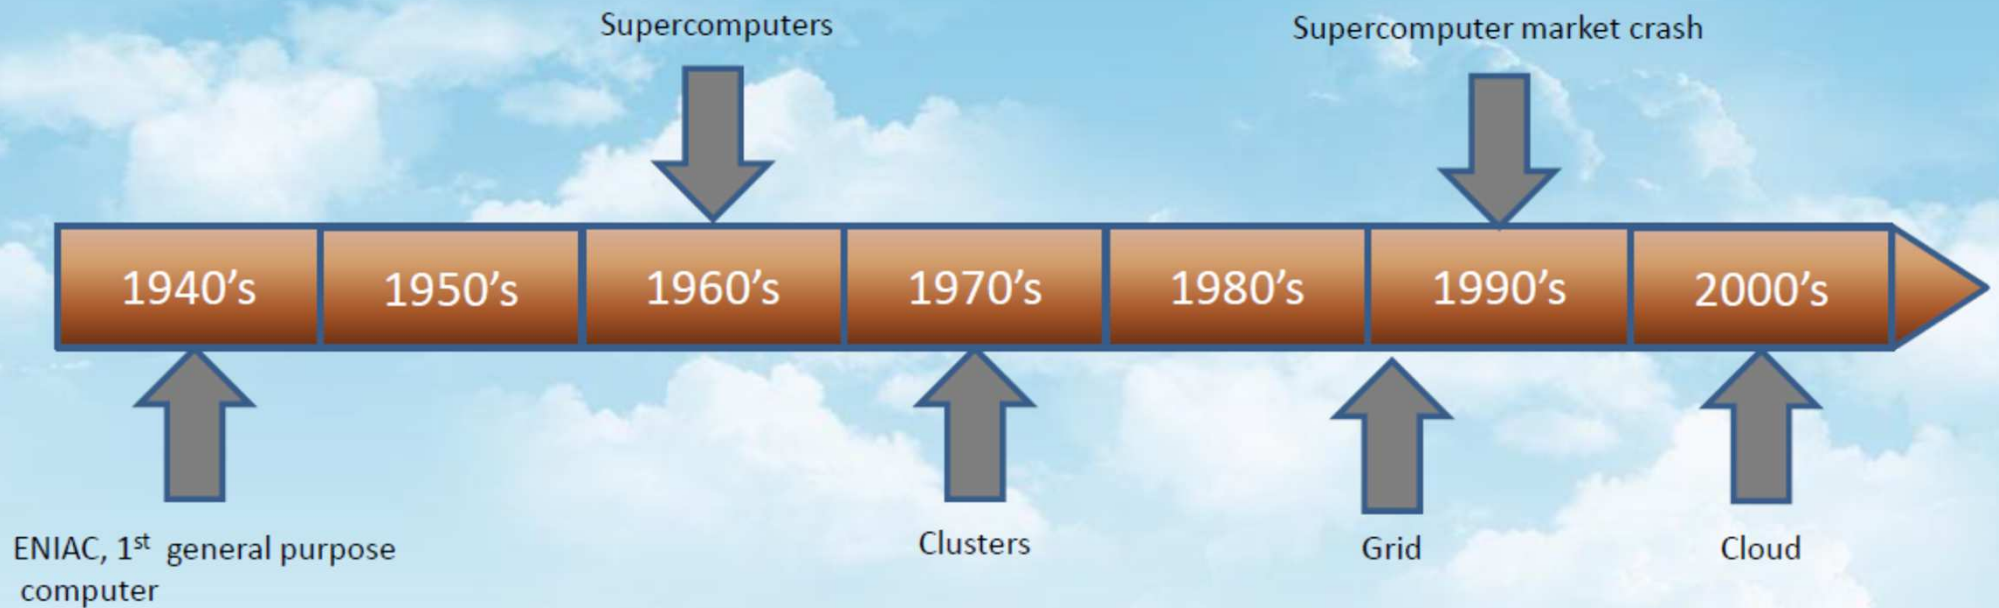 Supercomputers
Supercomputer market crash
1940's
1950's
1960's
1970's
1980's
1990's
2000's
ENIAC, 1st general purpose
computer
Clusters
Grid
Cloud